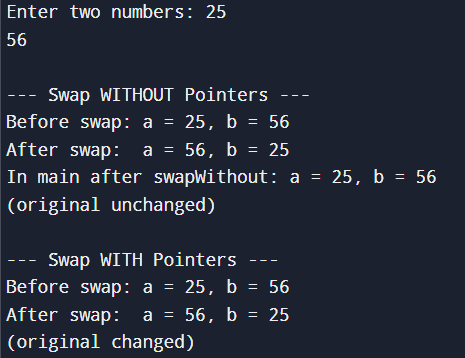 Enter two numbers: 25
56
--- Swap WITHOUT Pointers ---
Before swap: a = 25, b = 56
After swap:  a = 56, b = 25
In main after swapWithout: a = 25, b = 56
(original unchanged)
--- Swap WITH Pointers ---
Before swap: a = 25, b = 56
After swap:  a = 56, b = 25
(original changed)